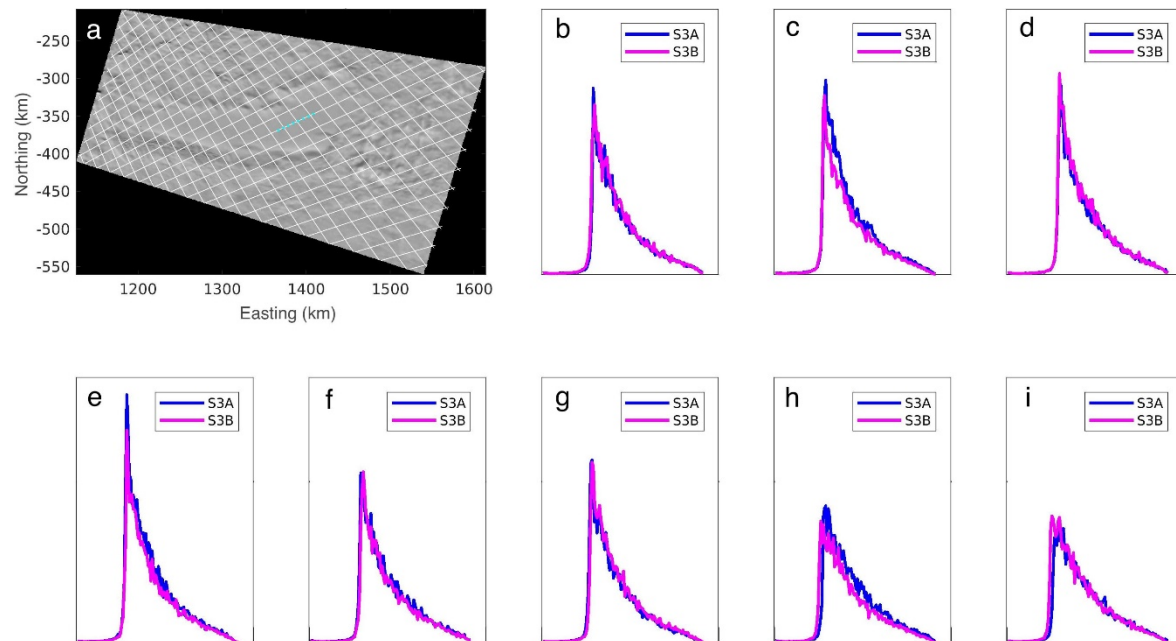 a
-250
-300
-350
-400
-450
-500
-550
Northing (km)
1200
1300
1400
1500
1600
Easting (km)
b
S3A
S3B
c
S3A
S3B
d
S3A
S3B
e
S3A
S3B
f
S3A
S3B
g
S3A
S3B
h
S3A
S3B
i
S3A
S3B